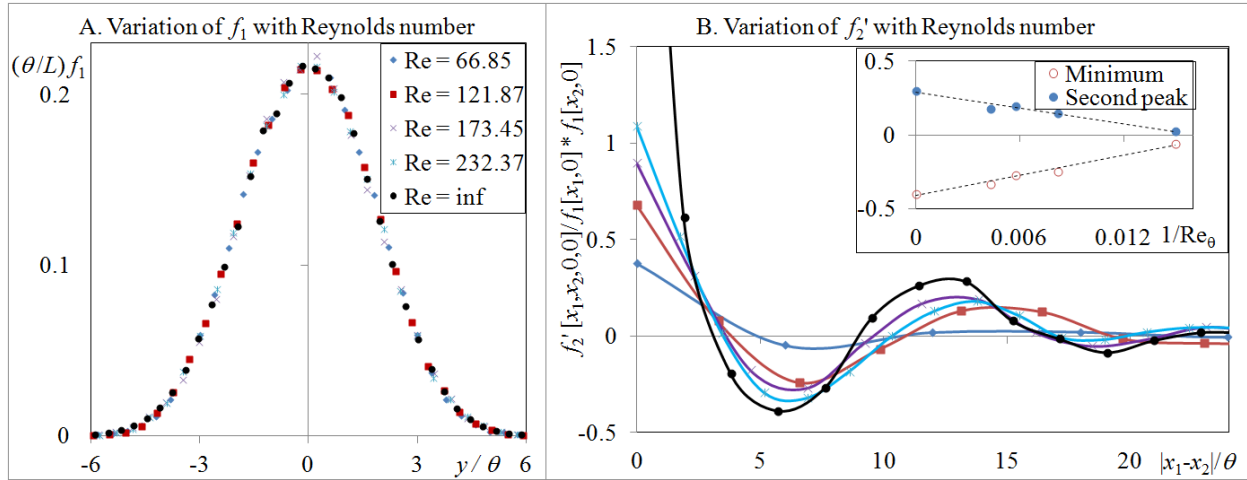 A. Variation of f₁ with Reynolds number
(θ/L) f₁
0.2
0.1
0
-6
-3
0
3
6
y / θ
Re = 66.85
Re = 121.87
Re = 173.45
Re = 232.37
Re = inf
B. Variation of f₂' with Reynolds number
f₂'[x₁,x₂,0,0]/f₁[x₁,0] * f₁[x₂,0]
1.5
1
0.5
0
-0.5
0
5
10
15
20
|x₁-x₂|/θ
0.5
0
-0.5
0
0.006
0.012
1/Reθ
Minimum
Second peak